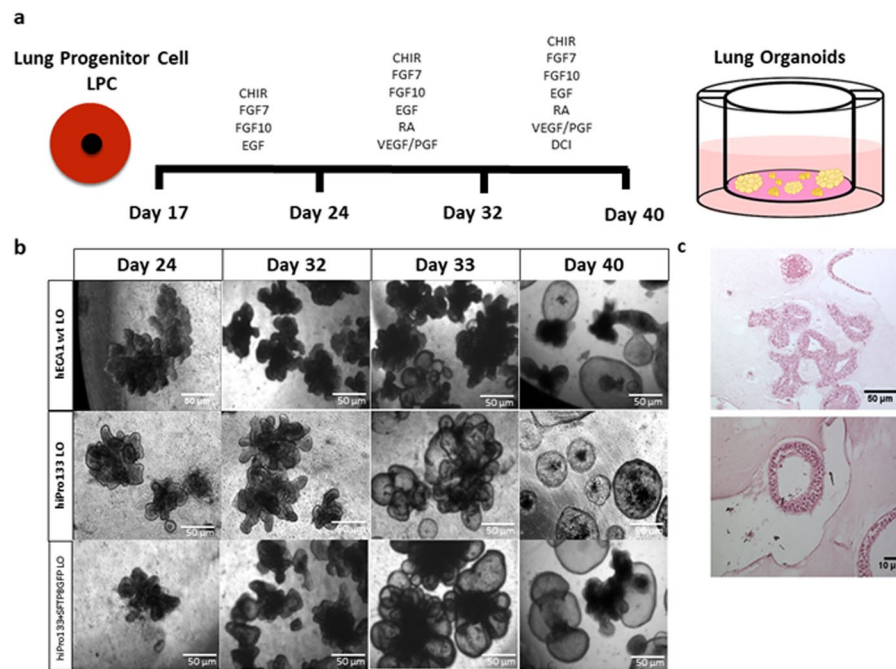 a
Lung Progenitor Cell
LPC
CHIR
FGF7
FGF10
EGF
CHIR
FGF7
FGF10
EGF
RA
VEGF/PGF
CHIR
FGF7
FGF10
EGF
RA
VEGF/PGF
DCI
Lung Organoids
Day 17
Day 24
Day 32
Day 40
b
Day 24
Day 32
Day 33
Day 40
c
hECA1 wt LO
50 µm
50 µm
50 µm
50 µm
50 µm
hiPro133 LO
50 µm
50 µm
50 µm
10 µ
hiPro133+SFTPBGFP LO
50 µm
50 µm
50 µm
50 µm